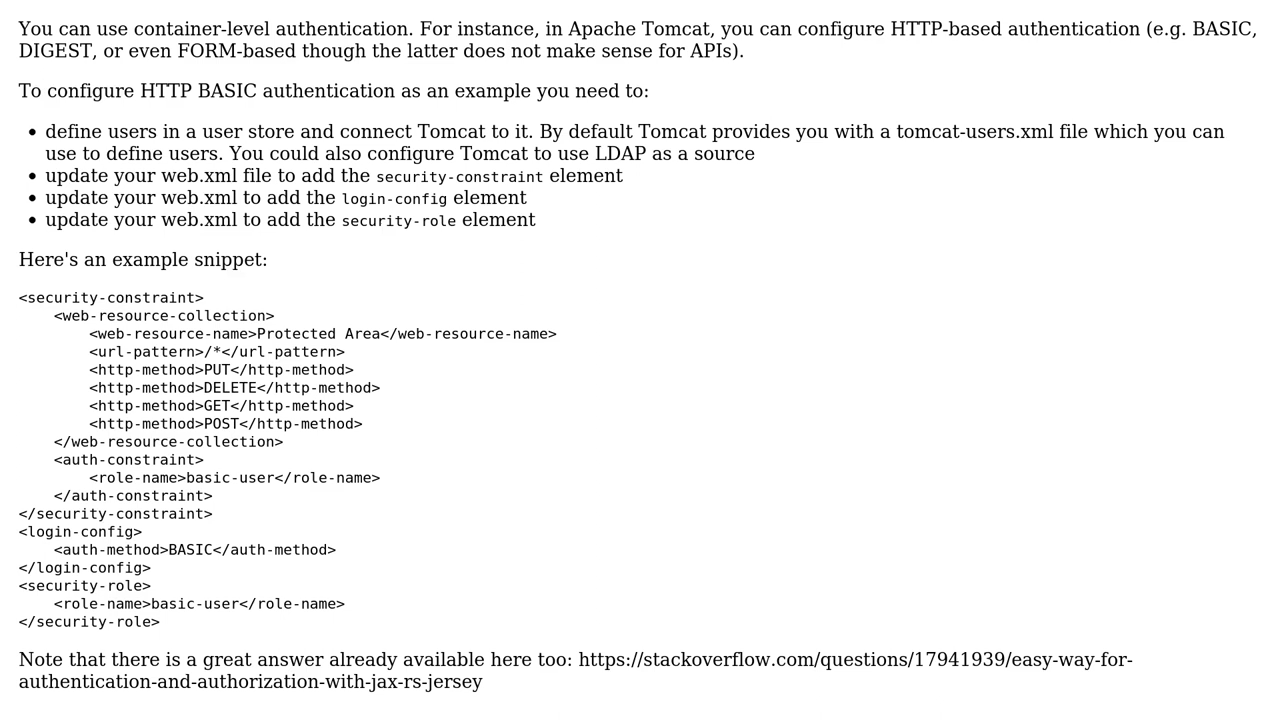 You can use container-level authentication. For instance, in Apache Tomcat, you can configure HTTP-based authentication (e.g. BASIC,
DIGEST, or even FORM-based though the latter does not make sense for APIs).
To configure HTTP BASIC authentication as an example you need to:
• define users in a user store and connect Tomcat to it. By default Tomcat provides you with a tomcat-users.xml file which you can
use to define users. You could also configure Tomcat to use LDAP as a source
• update your web.xml file to add the security-constraint element
• update your web.xml to add the login-config element
• update your web.xml to add the security-role element
Here's an example snippet:
<security-constraint>
    <web-resource-collection>
        <web-resource-name>Protected Area</web-resource-name>
        <url-pattern>/*</url-pattern>
        <http-method>PUT</http-method>
        <http-method>DELETE</http-method>
        <http-method>GET</http-method>
        <http-method>POST</http-method>
    </web-resource-collection>
    <auth-constraint>
        <role-name>basic-user</role-name>
    </auth-constraint>
</security-constraint>
<login-config>
    <auth-method>BASIC</auth-method>
</login-config>
<security-role>
    <role-name>basic-user</role-name>
</security-role>
Note that there is a great answer already available here too: https://stackoverflow.com/questions/17941939/easy-way-for-
authentication-and-authorization-with-jax-rs-jersey